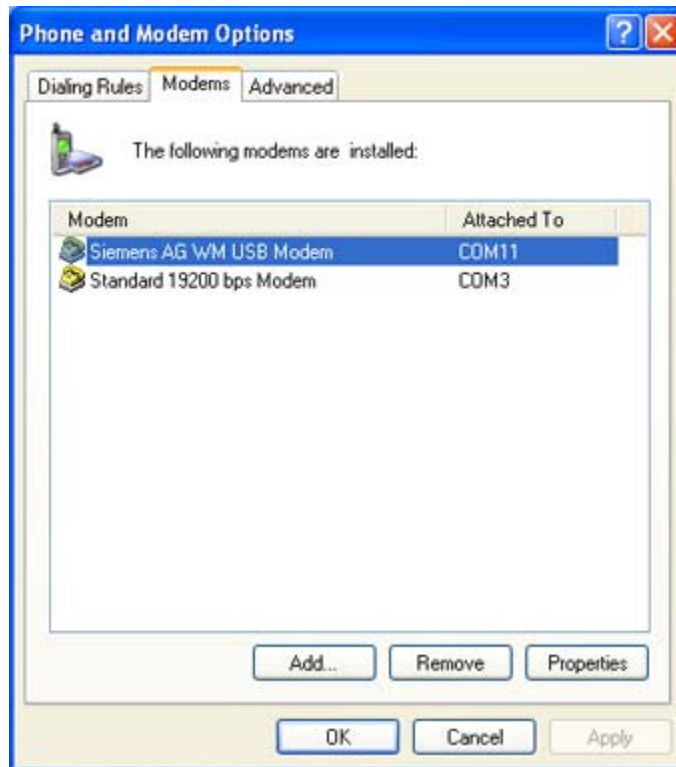 Phone and Modem Options ?
Dialing Rules Modems Advanced
The following modems are installed:
Modem Attached To
Siemens AG WM USB Modem COM11
Standard 19200 bps Modem COM3
Add... Remove Properties
OK Cancel Apply